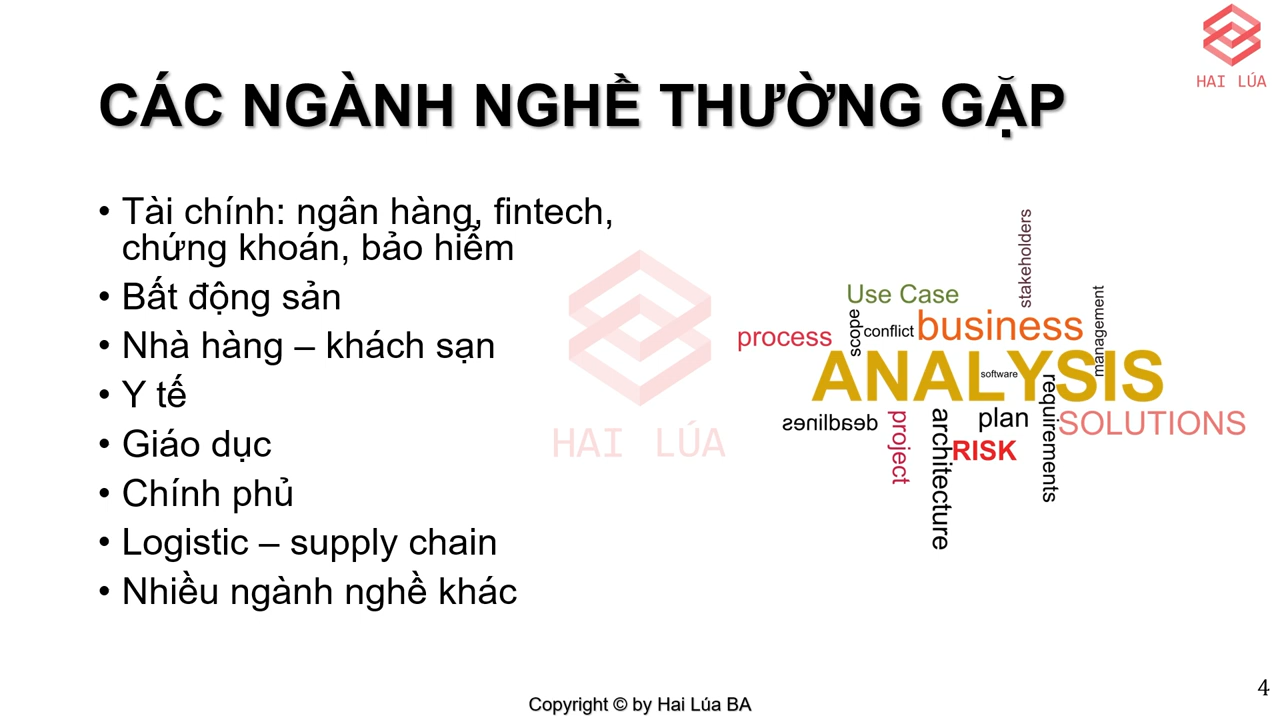 HAI LÚA
CÁC NGÀNH NGHỀ THƯỜNG GẶP
• Tài chính: ngân hàng, fintech,
chứng khoán, bảo hiểm
• Bất động sản
• Nhà hàng – khách sạn
• Y tế
• Giáo dục
• Chính phủ
• Logistic – supply chain
• Nhiều ngành nghề khác
HAI LÚA
stakeholders
Use Case
management
scope
conflict
business
process
ANALYSIS
software
requirements
deadlines
project
architecture
plan
SOLUTIONS
RISK
Copyright © by Hai Lúa BA
4